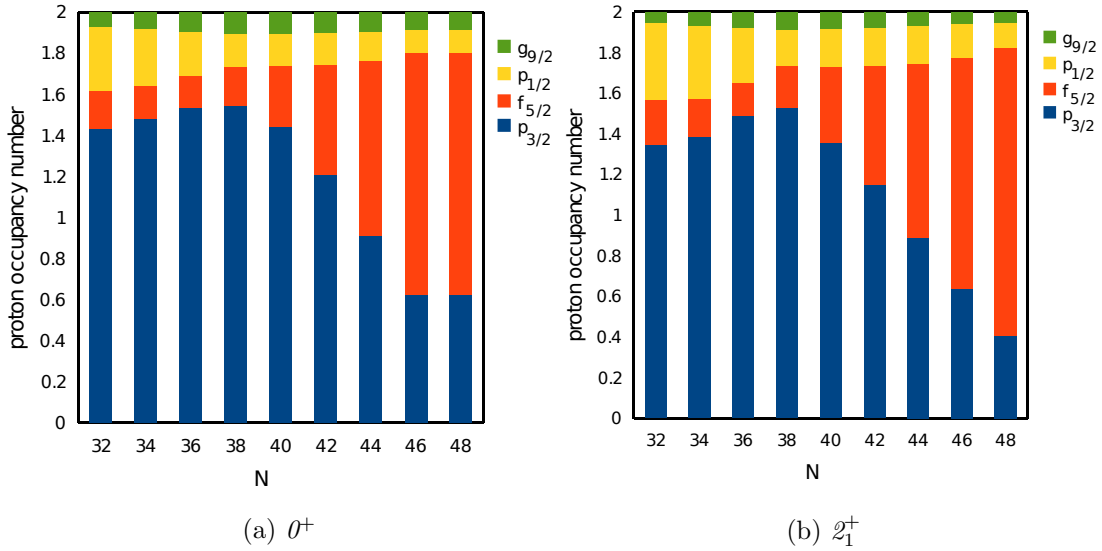 2
1.8
1.6
1.4
1.2
1
0.8
0.6
0.4
0.2
0
proton occupancy number
32 34 36 38 40 42 44 46 48
N
g9/2
p1/2
f5/2
p3/2
(a) 0+
2
1.8
1.6
1.4
1.2
1
0.8
0.6
0.4
0.2
0
proton occupancy number
32 34 36 38 40 42 44 46 48
N
g9/2
p1/2
f5/2
p3/2
(b) 2+1